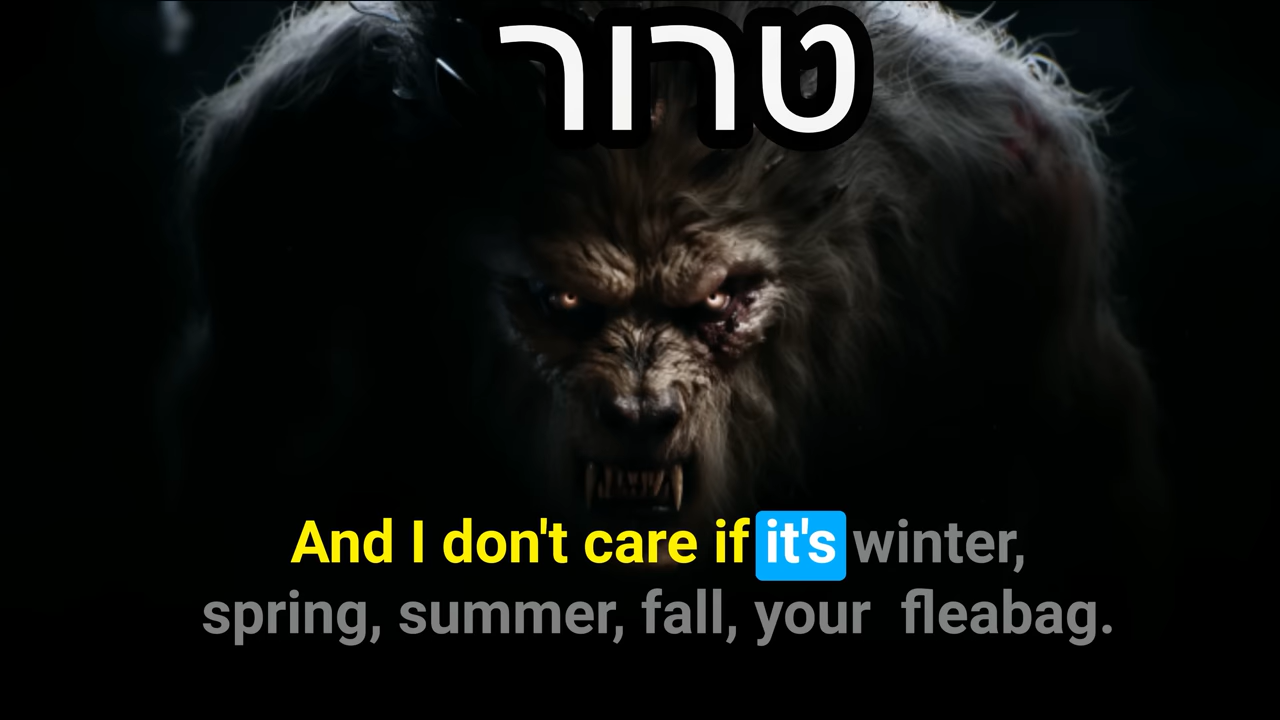 טרור
And I don't care if it's winter,
spring, summer, fall, your fleabag.